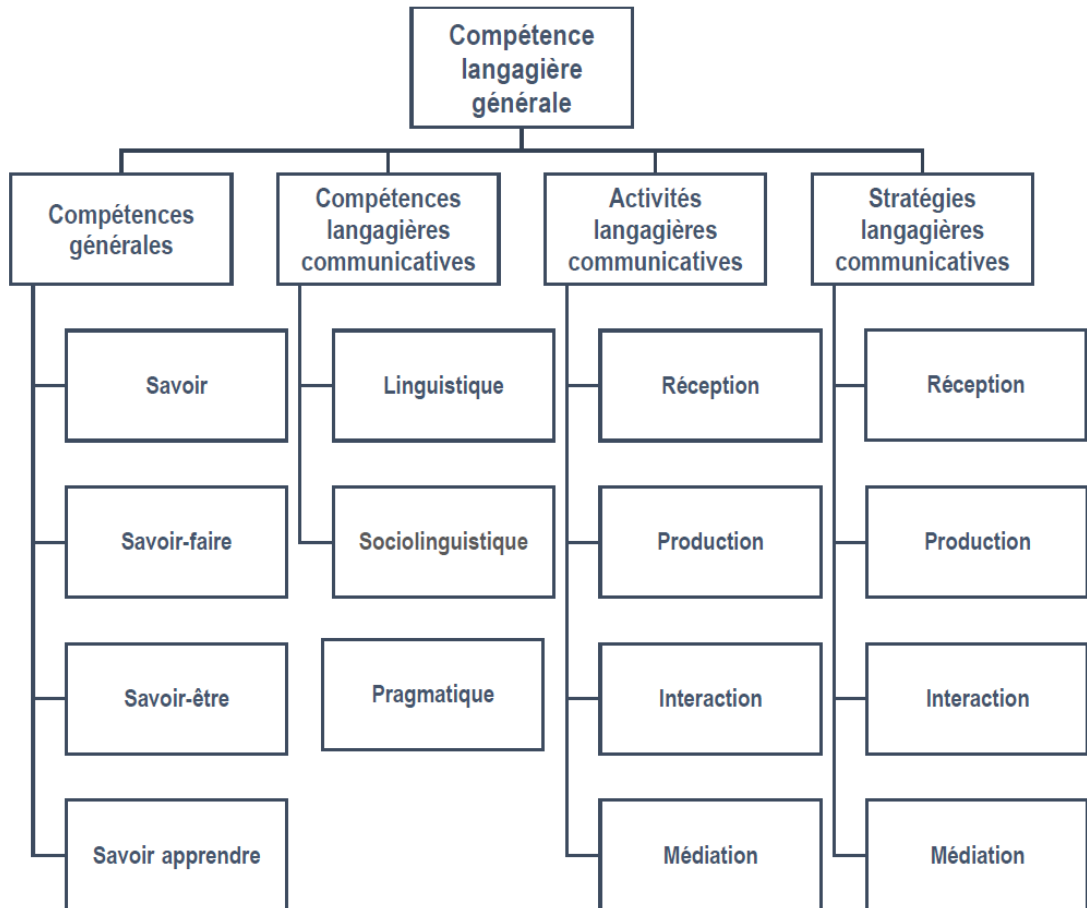 Compétence
langagière
générale
Compétences
générales
Compétences
langagières
communicatives
Activités
langagières
communicatives
Stratégies
langagières
communicatives
Savoir
Linguistique
Réception
Réception
Savoir-faire
Sociolinguistique
Production
Production
Savoir-être
Pragmatique
Interaction
Interaction
Savoir apprendre
Médiation
Médiation